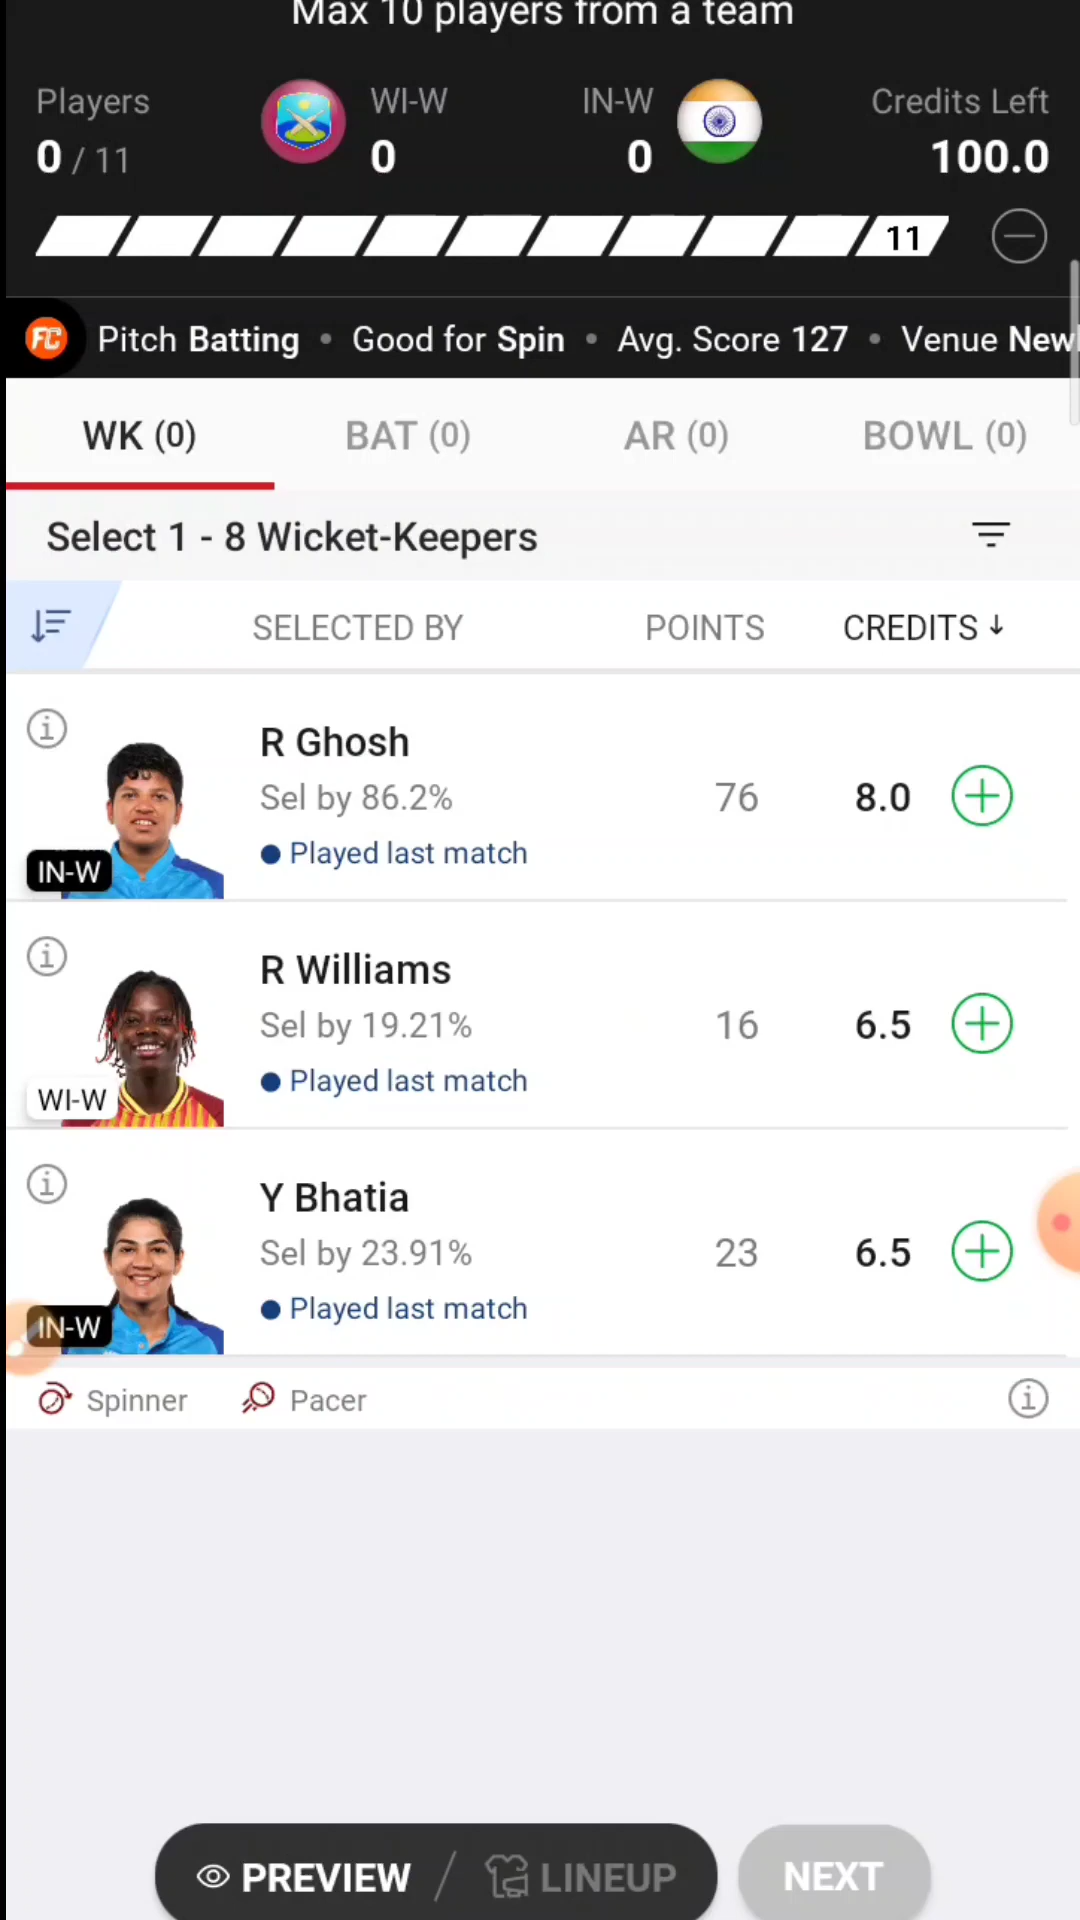 Max 10 players from a team
Players WI-W IN-W Credits Left
0 / 11 0 0 100.0
11
FC Pitch Batting • Good for Spin • Avg. Score 127 • Venue New
WK (0) BAT (0) AR (0) BOWL (0)
Select 1 - 8 Wicket-Keepers
SELECTED BY POINTS CREDITS ↓
R Ghosh
Sel by 86.2% 76 8.0
Played last match
IN-W
R Williams
Sel by 19.21% 16 6.5
Played last match
WI-W
Y Bhatia
Sel by 23.91% 23 6.5
Played last match
IN-W
Spinner Pacer
PREVIEW / LINEUP NEXT